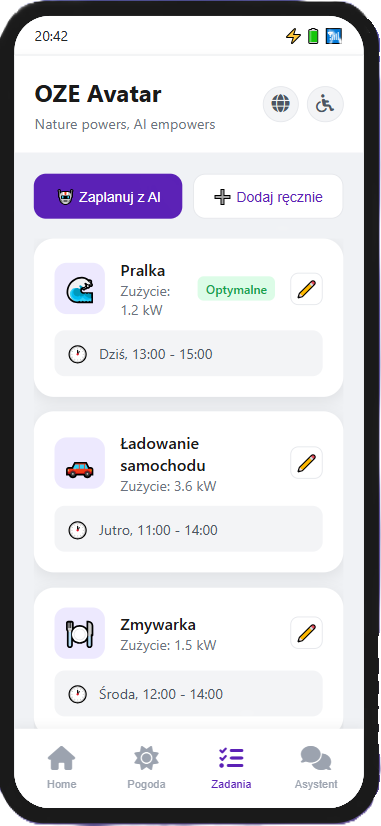 20:42
OZE Avatar
Nature powers, AI empowers
Zaplanuj z AI
Dodaj ręcznie
Pralka
Zużycie:
1.2 kW
Optymalne
Dziś, 13:00 - 15:00
Ładowanie
samochodu
Zużycie: 3.6 kW
Jutro, 11:00 - 14:00
Zmywarka
Zużycie: 1.5 kW
Środa, 12:00 - 14:00
Home
Pogoda
Zadania
Asystent